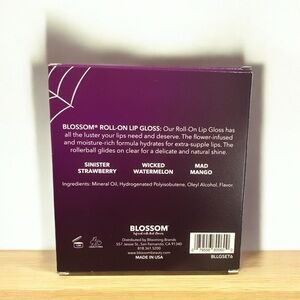 BLOSSOM® ROLL-ON LIP GLOSS: Our Roll-On Lip Gloss has
all the luster your lips need and deserve. The flower-infused
and moisture-rich formula hydrates for extra-supple lips. The
rollerball glides on clear for a delicate and natural shine.
SINISTER WICKED MAD
STRAWBERRY WATERMELON MANGO
Ingredients: Mineral Oil, Hydrogenated Polyisobutene, Oleyl Alcohol, Flavor.
BLOSSOM®
Distributed by Blooming Brands
MADE IN USA
BLLGSET6